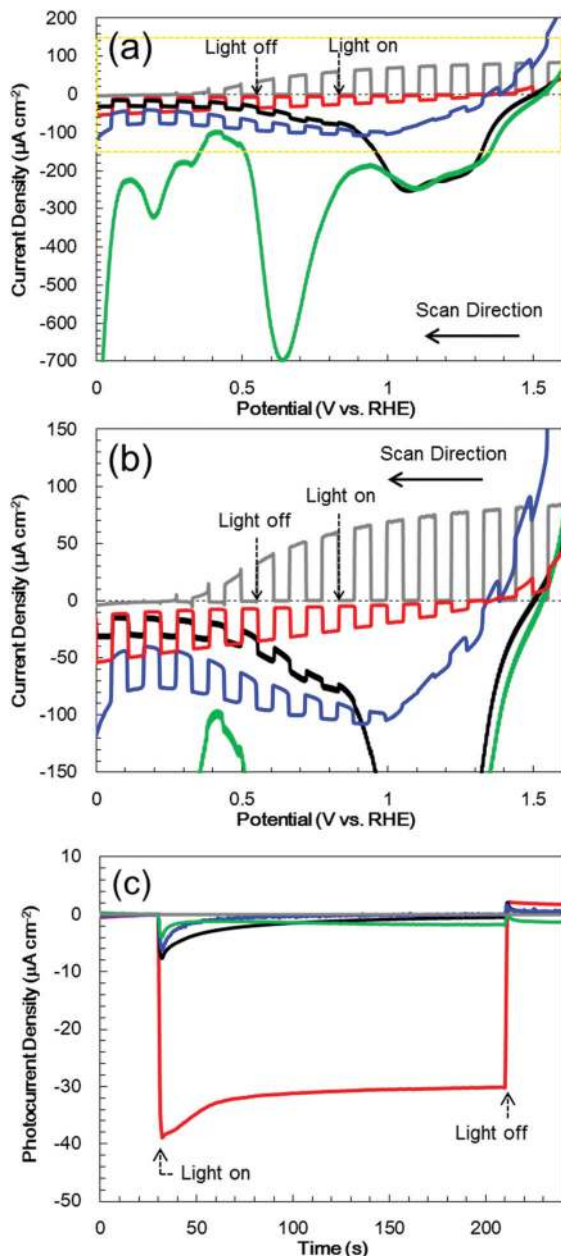 (a)
Light off Light on
200
100
0
-100
-200
-300
-400
-500
-600
-700
Current Density (µA cm⁻²)
Scan Direction
0 0.5 1 1.5
Potential (V vs. RHE)
(b)
Scan Direction
Light off Light on
150
100
50
0
-50
-100
-150
Current Density (µA cm⁻²)
0 0.5 1 1.5
Potential (V vs. RHE)
(c)
10
0
-10
-20
-30
-40
-50
Photocurrent Density (µA cm⁻²)
Light on
Light off
0 50 100 150 200
Time (s)